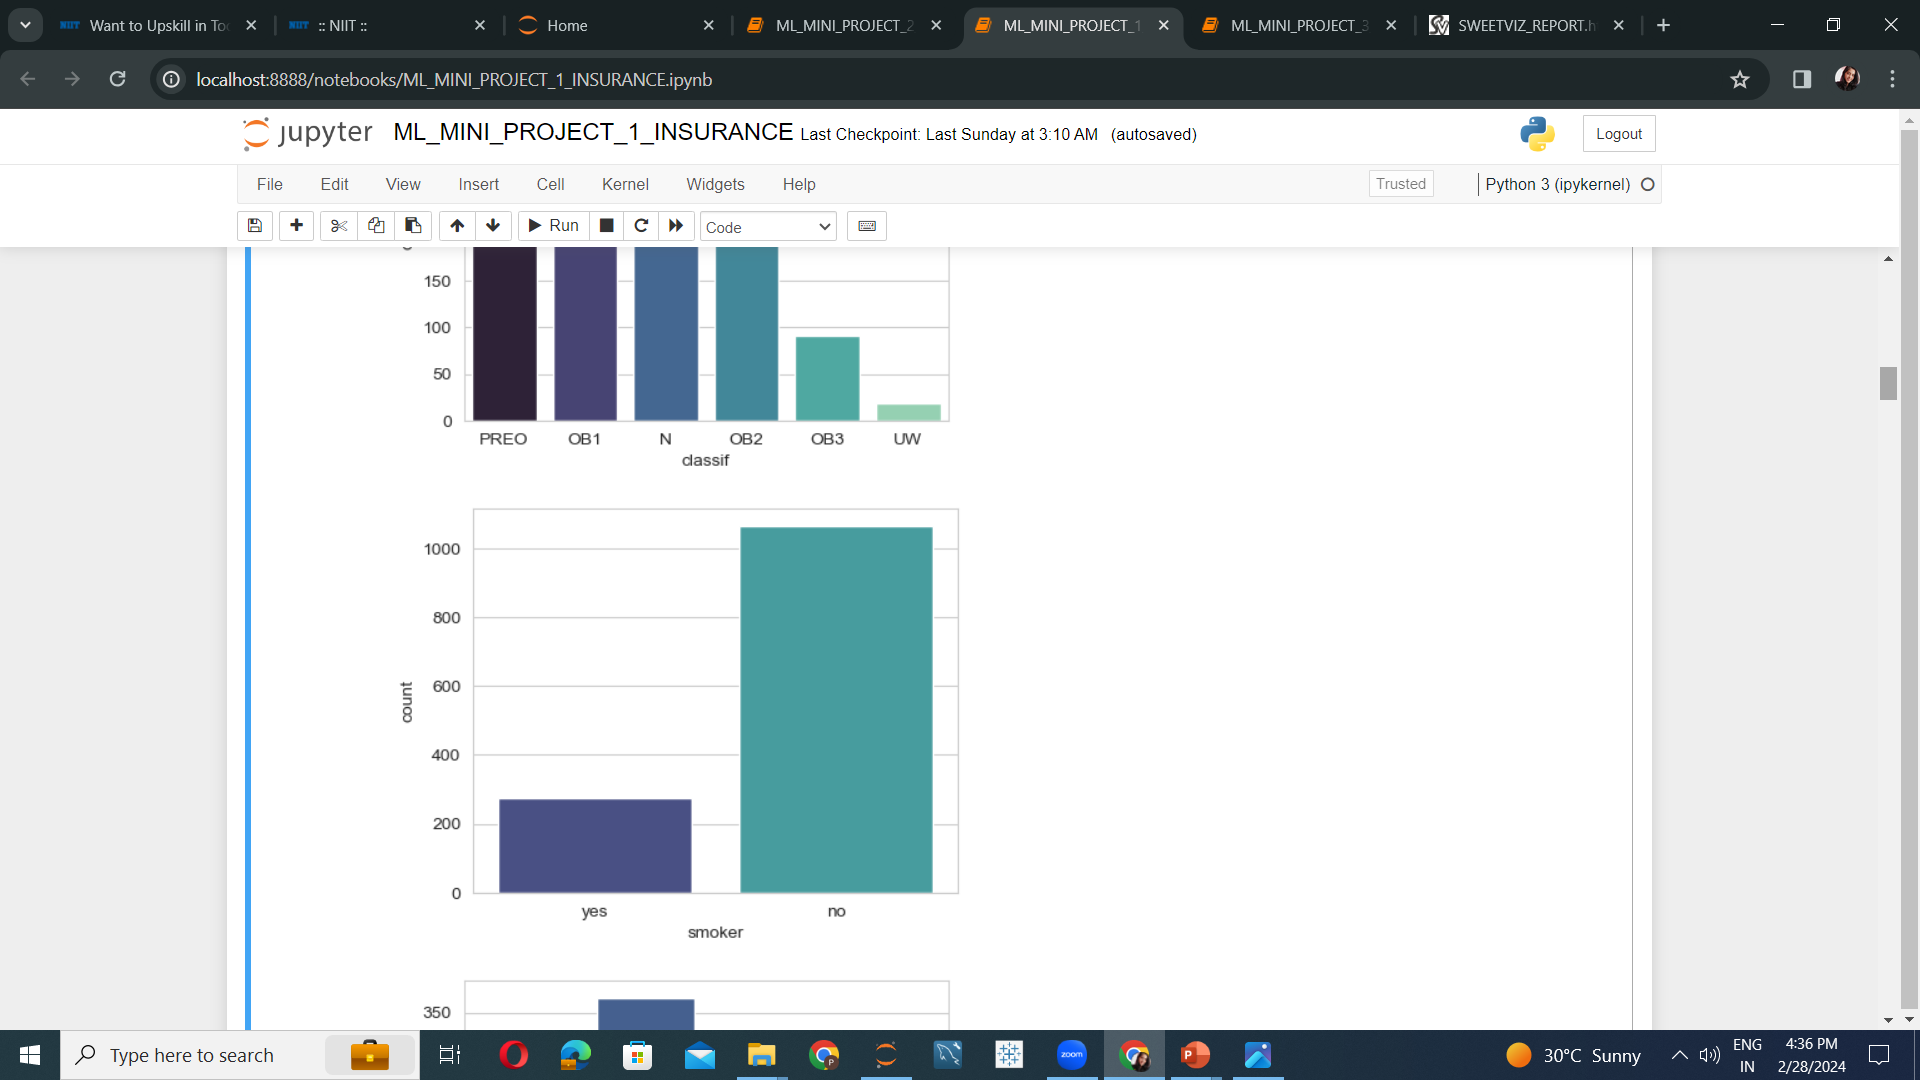 Want to Upskill in Too
:: NIIT ::
Home
ML_MINI_PROJECT_2
ML_MINI_PROJECT_1
ML_MINI_PROJECT_3
SWEETVIZ_REPORT.h
localhost:8888/notebooks/ML_MINI_PROJECT_1_INSURANCE.ipynb
jupyter ML_MINI_PROJECT_1_INSURANCE Last Checkpoint: Last Sunday at 3:10 AM (autosaved)
Logout
File Edit View Insert Cell Kernel Widgets Help
Trusted
Python 3 (ipykernel)
Run
Code
150
100
50
0
PREO OB1 N OB2 OB3 UW
classif
1000
800
600
400
200
0
count
yes no
smoker
350
Type here to search
zoom
30°C Sunny
ENG
IN
4:36 PM
2/28/2024